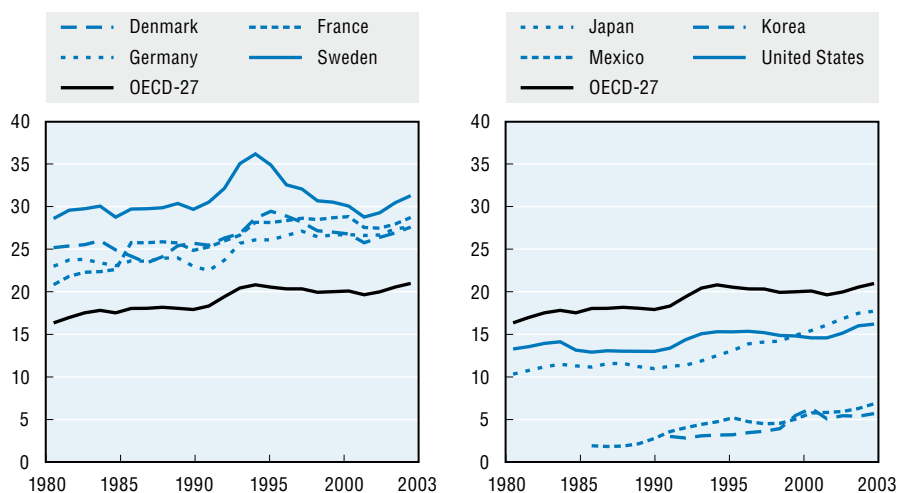 Denmark France
Germany Sweden
OECD-27
40
35
30
25
20
15
10
5
0
1980 1985 1990 1995 2000 2003
Japan Korea
Mexico United States
OECD-27
40
35
30
25
20
15
10
5
0
1980 1985 1990 1995 2000 2003